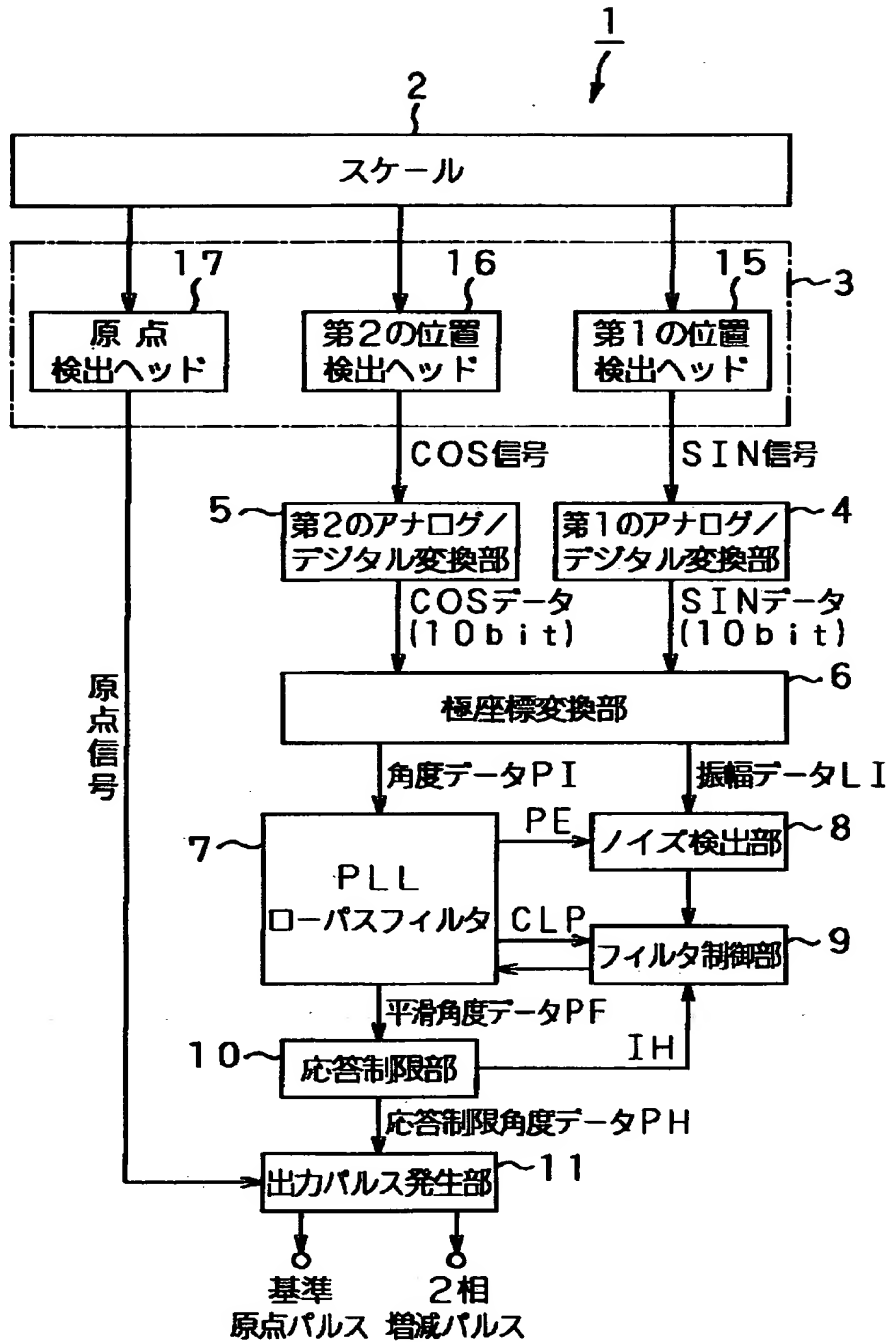 1
2
スケール
17
16
15
3
原点
検出ヘッド
第2の位置
検出ヘッド
第1の位置
検出ヘッド
COS信号
SIN信号
5
第2のアナログ/
デジタル変換部
第1のアナログ/
デジタル変換部
4
COSデータ
(10bit)
SINデータ
(10bit)
原点信号
6
極座標変換部
角度データPI
振幅データLI
7
PLL
ローパスフィルタ
PE
ノイズ検出部
8
CLP
フィルタ制御部
9
平滑角度データPF
10
応答制限部
IH
応答制限角度データPH
出力パルス発生部
11
基準
原点パルス
2相
増減パルス